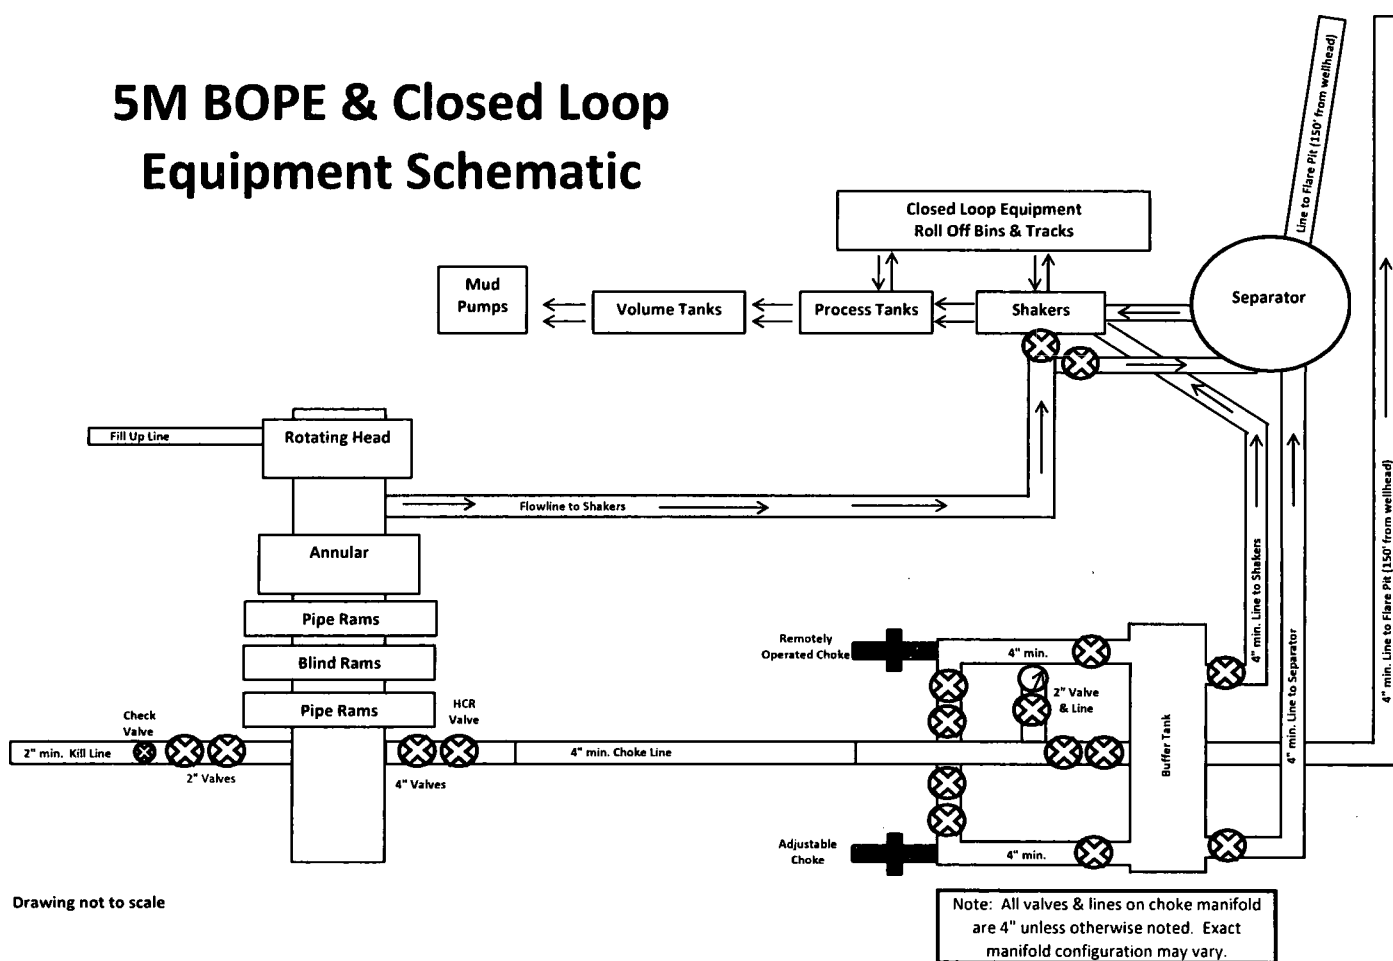 5M BOPE & Closed Loop
Equipment Schematic
Line to Flare Pit (150' from wellhead)
Closed Loop Equipment
Roll Off Bins & Tracks
Mud
Pumps
Volume Tanks
Process Tanks
Shakers
Separator
Fill Up Line
Rotating Head
Flowline to Shakers
Annular
Pipe Rams
Blind Rams
Pipe Rams
Check
Valve
HCR
Valve
2" min. Kill Line
2" Valves
4" Valves
4" min. Choke Line
Remotely
Operated Choke
4" min.
2" Valve
& Line
Buffer Tank
4" min. Line to Shakers
4" min. Line to Separator
4" min. Line to Flare Pit (150' from wellhead)
Adjustable
Choke
4" min.
Drawing not to scale
Note: All valves & lines on choke manifold
are 4" unless otherwise noted. Exact
manifold configuration may vary.